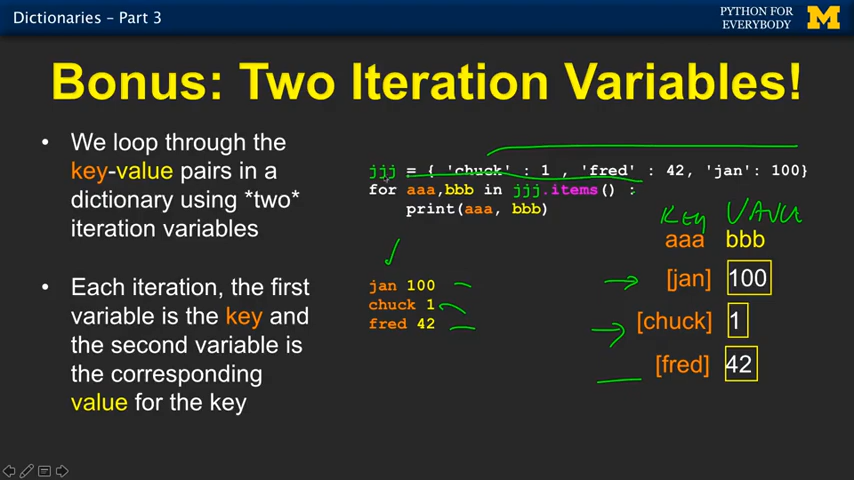 Dictionaries – Part 3
PYTHON FOR
EVERYBODY
M
Bonus: Two Iteration Variables!
• We loop through the
key-value pairs in a
dictionary using *two*
iteration variables
• Each iteration, the first
variable is the key and
the second variable is
the corresponding
value for the key
jjj = { 'chuck' : 1 , 'fred' : 42, 'jan': 100}
for aaa,bbb in jjj.items() :
print(aaa, bbb)
jan 100
chuck 1
fred 42
KEy VALUE
aaa bbb
[jan] 100
[chuck] 1
[fred] 42